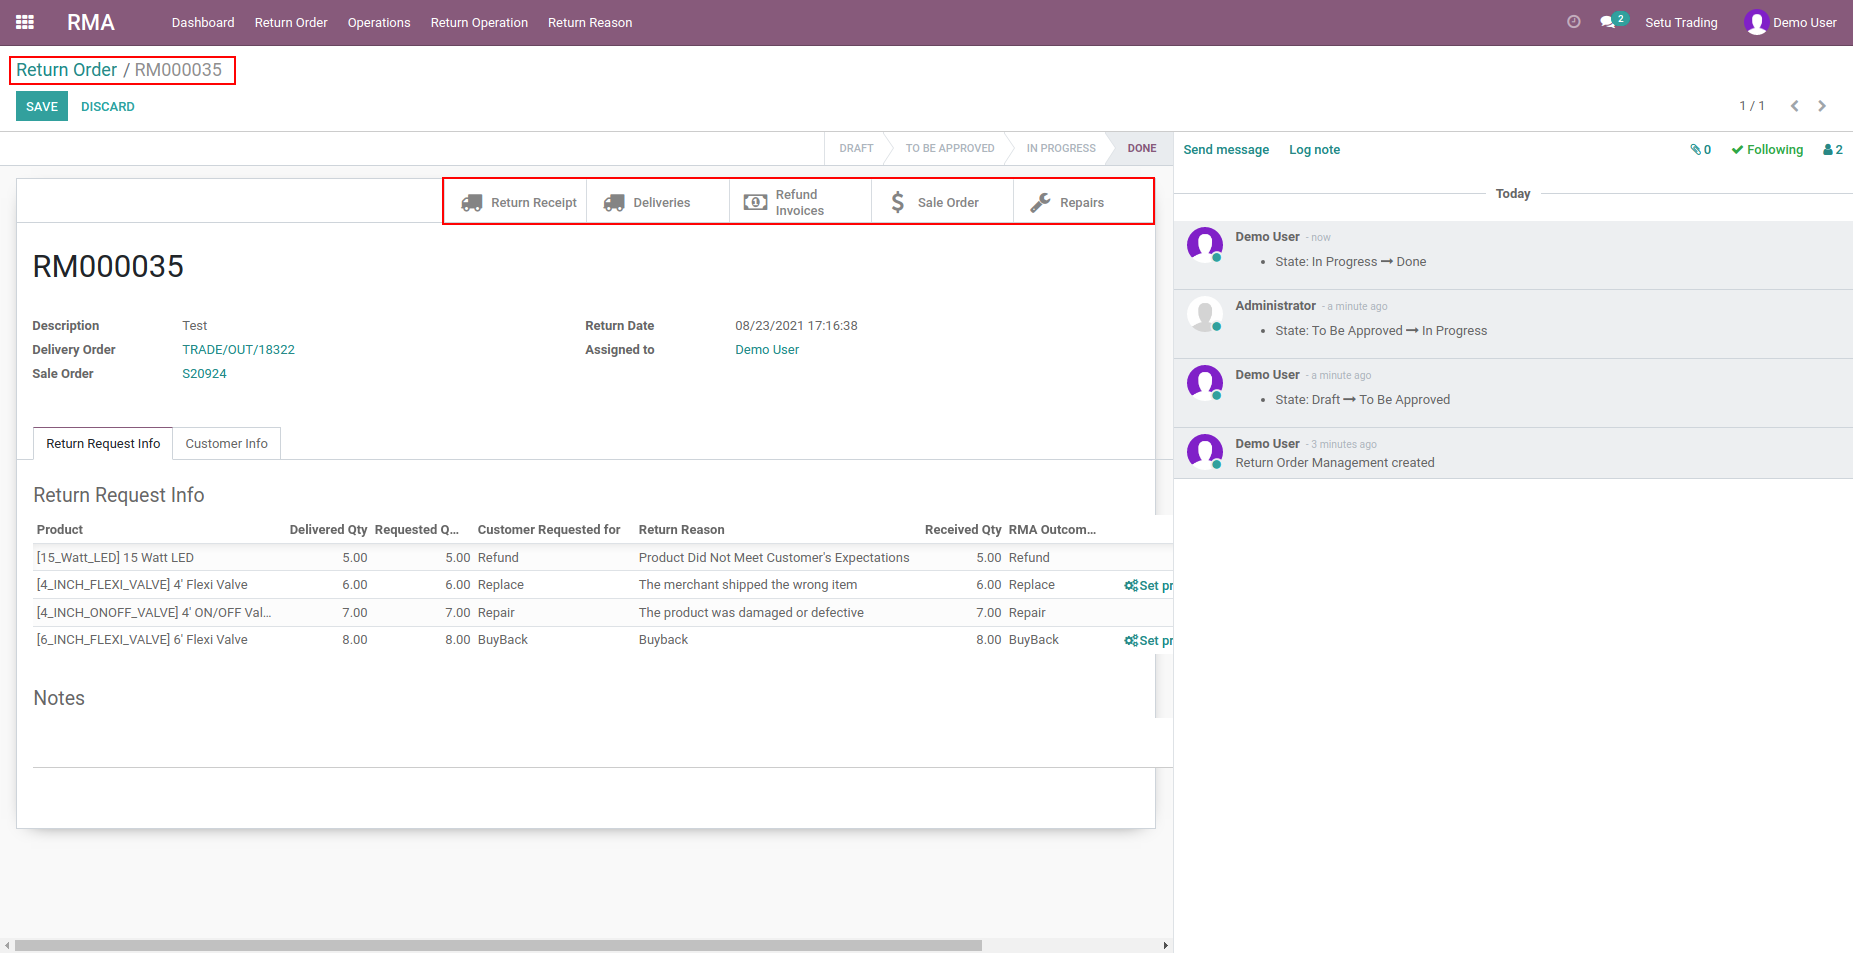 RMA Dashboard Return Order Operations Return Operation Return Reason 2 Setu Trading Demo User
Return Order / RM000035
SAVE DISCARD 1 / 1
DRAFT TO BE APPROVED IN PROGRESS DONE
Send message Log note 0 Following 2
Return Receipt Deliveries Refund Invoices Sale Order Repairs
RM000035
Description Test Return Date 08/23/2021 17:16:38
Delivery Order TRADE/OUT/18322 Assigned to Demo User
Sale Order S20924
Return Request Info Customer Info
Return Request Info
Product Delivered Qty Requested Q... Customer Requested for Return Reason Received Qty RMA Outcom...
[15_Watt_LED] 15 Watt LED 5.00 5.00 Refund Product Did Not Meet Customer's Expectations 5.00 Refund
[4_INCH_FLEXI_VALVE] 4' Flexi Valve 6.00 6.00 Replace The merchant shipped the wrong item 6.00 Replace Set pr
[4_INCH_ONOFF_VALVE] 4' ON/OFF Val... 7.00 7.00 Repair The product was damaged or defective 7.00 Repair
[6_INCH_FLEXI_VALVE] 6' Flexi Valve 8.00 8.00 BuyBack Buyback 8.00 BuyBack Set pr
Notes
Today
Demo User - now
• State: In Progress → Done
Administrator - a minute ago
• State: To Be Approved → In Progress
Demo User - a minute ago
• State: Draft → To Be Approved
Demo User - 3 minutes ago
Return Order Management created